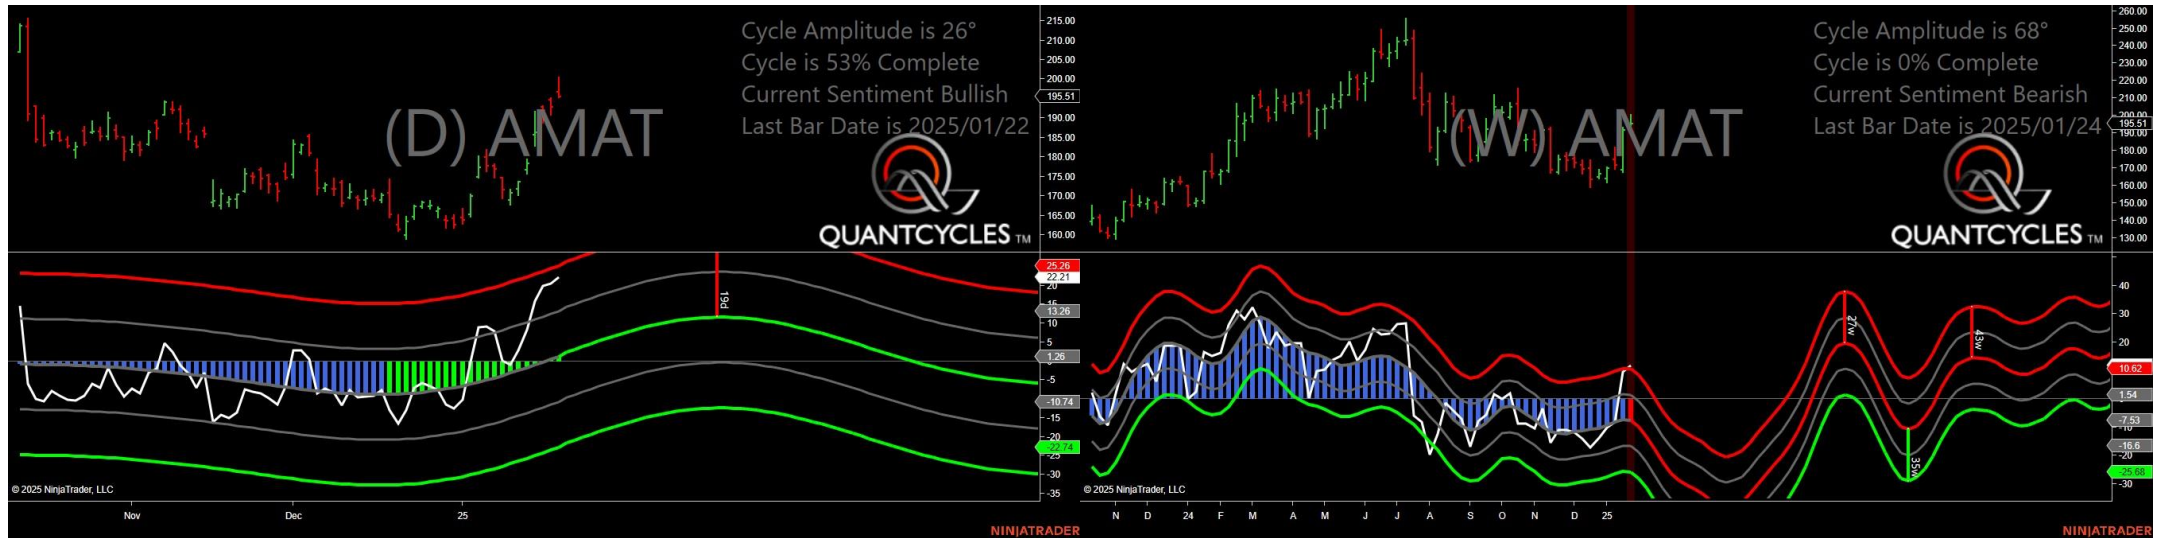 Cycle Amplitude is 26°
Cycle is 53% Complete
Current Sentiment Bullish
Last Bar Date is 2025/01/22
(D) AMAT
QUANTCYCLES TM
215.00
210.00
205.00
200.00
195.51
190.00
185.00
180.00
175.00
170.00
165.00
160.00
25.26
22.21
20
15
13.26
10
5
1.26
-5
-10.74
-15
-20
-22.74
-25
-30
-35
19d
© 2025 NinjaTrader, LLC
Nov
Dec
25
NINJATRADER
Cycle Amplitude is 68°
Cycle is 0% Complete
Current Sentiment Bearish
Last Bar Date is 2025/01/24
(W) AMAT
QUANTCYCLES TM
260.00
250.00
240.00
230.00
220.00
210.00
200.00
195.51
190.00
180.00
170.00
160.00
150.00
140.00
130.00
40
30
20
10.62
1.54
-7.53
-10
-16.6
-20
-25.68
-30
27w
43w
35w
© 2025 NinjaTrader, LLC
N D 24 F M A M J J A S O N D 25
NINJATRADER